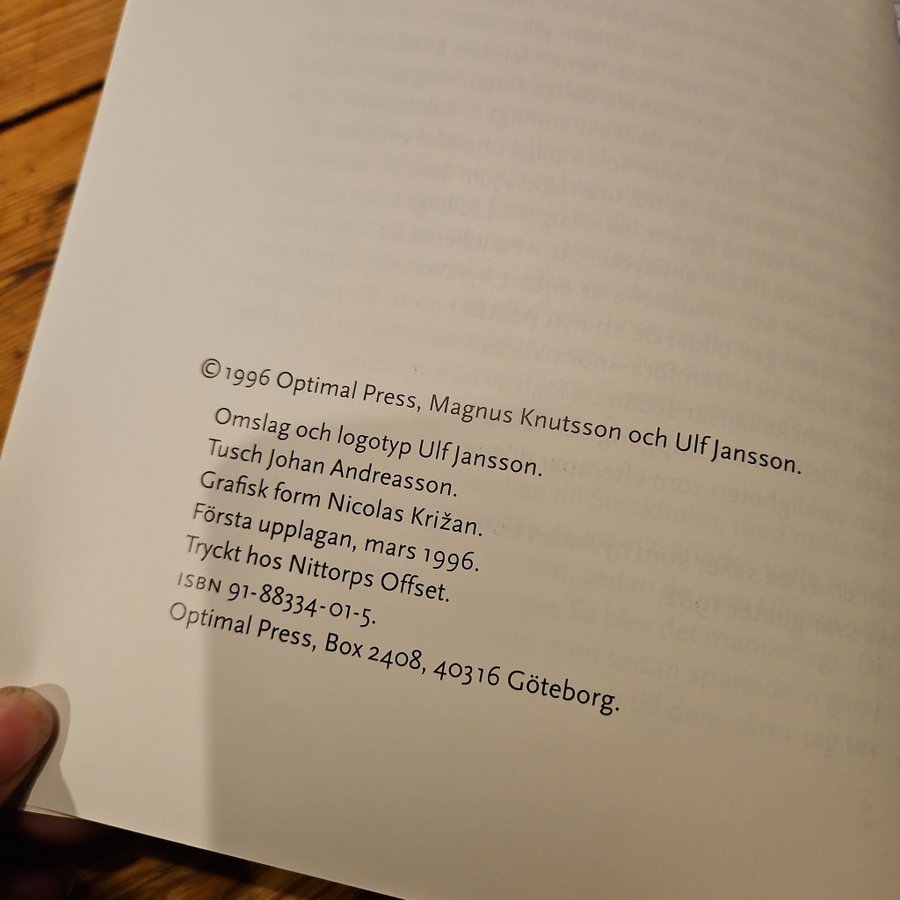 © 1996 Optimal Press, Magnus Knutsson och Ulf Jansson.
Omslag och logotyp Ulf Jansson.
Tusch Johan Andreasson.
Grafisk form Nicolas Križan.
Första upplagan, mars 1996.
Tryckt hos Nittorps Offset.
ISBN 91-88334-01-5.
Optimal Press, Box 2408, 40316 Göteborg.